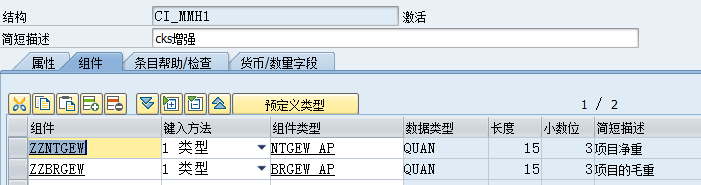 结构 CI_MMH1 激活
简短描述 cks增强
属性 组件 条目帮助/检查 货币/数量字段
预定义类型 1 / 2
组件 键入方法 组件类型 数据类型 长度 小数位 简短描述
ZZNTGEW 1 类型 NTGEW_AP QUAN 15 3 项目净重
ZZBRGEW 1 类型 BRGEW_AP QUAN 15 3 项目的毛重